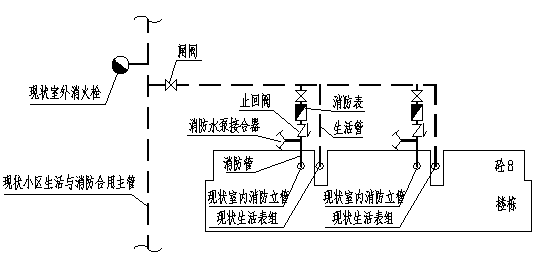 闸阀
现状室外消火栓
止回阀
消防表
消防水泵接合器
生活管
消防管
砼8
现状小区生活与消防合用主管
现状室内消防立管
现状室内消防立管
楼栋
现状生活表组
现状生活表组